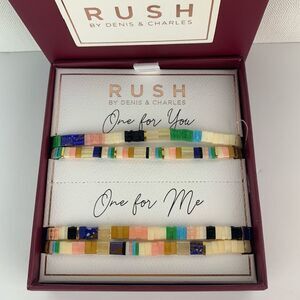 RUSH
BY DENIS & CHARLES
RUSH
BY DENIS & CHARLES
One for You
One for Me